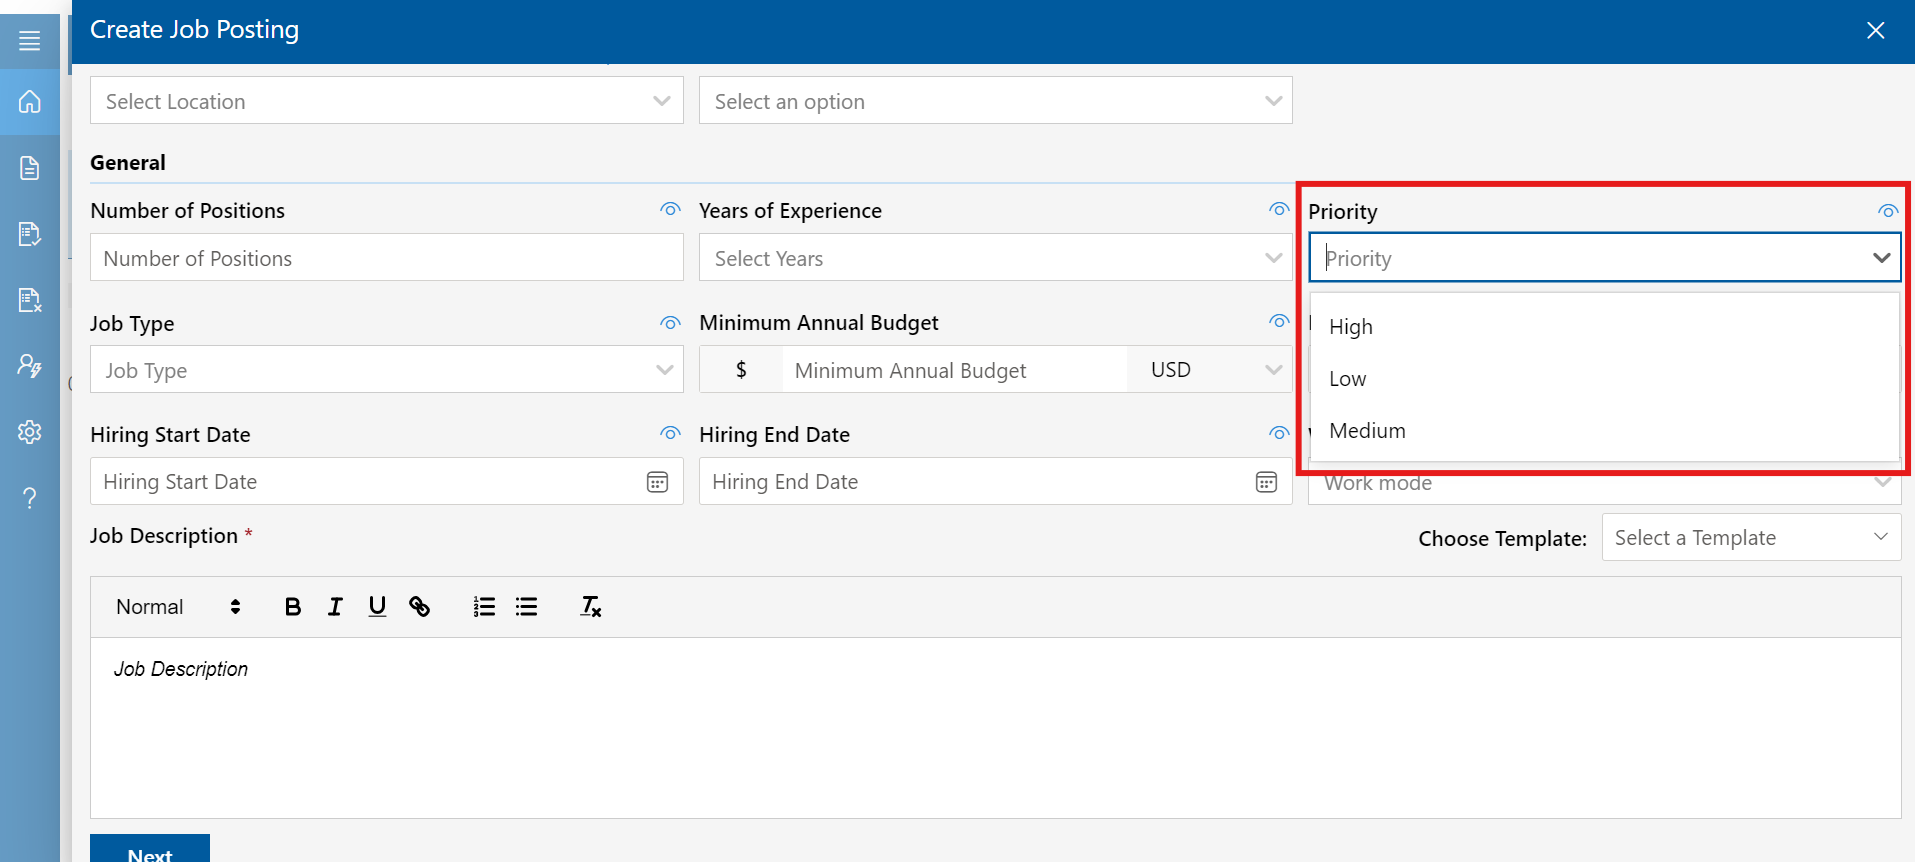 Create Job Posting
Select Location
Select an option
General
Number of Positions
Years of Experience
Priority
Number of Positions
Select Years
Priority
High
Low
Medium
Job Type
Minimum Annual Budget
Job Type
$
Minimum Annual Budget
USD
Hiring Start Date
Hiring End Date
Hiring Start Date
Hiring End Date
Work mode
Job Description *
Choose Template:
Select a Template
Normal
B I U
Job Description
Next